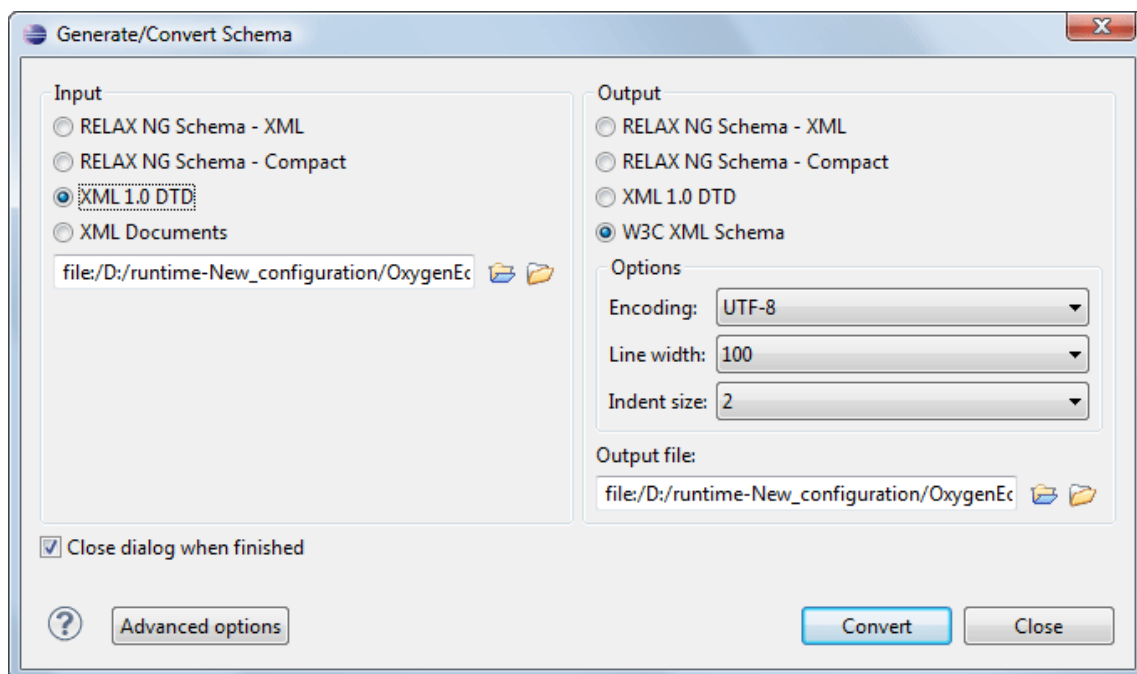 Generate/Convert Schema
Input
RELAX NG Schema - XML
RELAX NG Schema - Compact
XML 1.0 DTD
XML Documents
file:/D:/runtime-New_configuration/OxygenEc
Output
RELAX NG Schema - XML
RELAX NG Schema - Compact
XML 1.0 DTD
W3C XML Schema
Options
Encoding: UTF-8
Line width: 100
Indent size: 2
Output file:
file:/D:/runtime-New_configuration/OxygenEc
Close dialog when finished
? Advanced options Convert Close